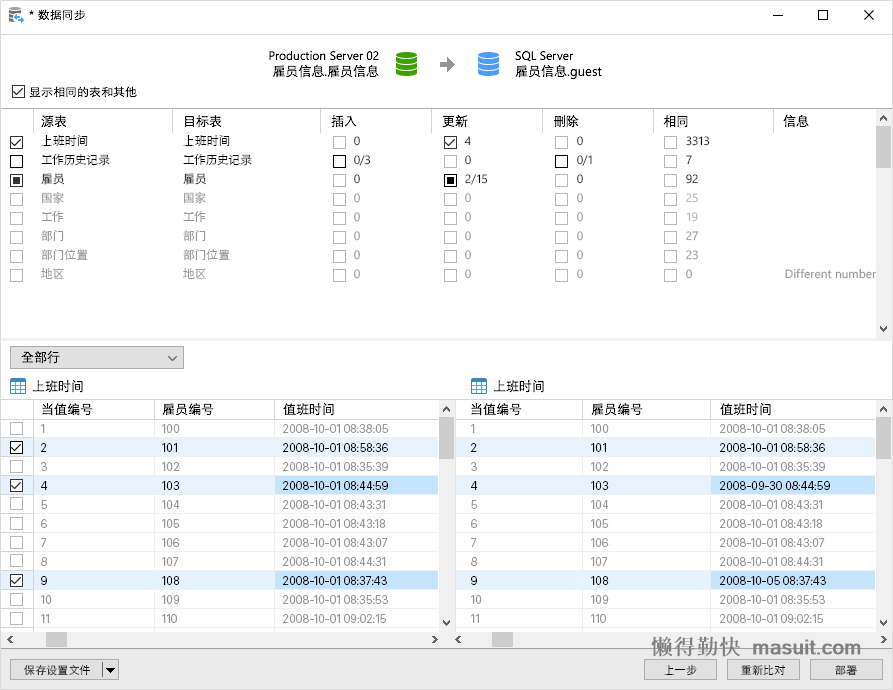 * 数据同步
Production Server 02 SQL Server
雇员信息.雇员信息 雇员信息.guest
显示相同的表和其他
源表 目标表 插入 更新 删除 相同 信息
上班时间 上班时间 0 4 0 3313
工作历史记录 工作历史记录 0/3 0 0/1 7
雇员 雇员 0 2/15 0 92
国家 国家 0 0 0 25
工作 工作 0 0 0 19
部门 部门 0 0 0 27
部门位置 部门位置 0 0 0 23
地区 地区 0 0 0 0 Different number
全部行
上班时间 上班时间
当值编号 雇员编号 值班时间 当值编号 雇员编号 值班时间
1 100 2008-10-01 08:38:05 1 100 2008-10-01 08:38:05
2 101 2008-10-01 08:58:36 2 101 2008-10-01 08:58:36
3 102 2008-10-01 08:35:39 3 102 2008-10-01 08:35:39
4 103 2008-10-01 08:44:59 4 103 2008-09-30 08:44:59
5 104 2008-10-01 08:43:31 5 104 2008-10-01 08:43:31
6 105 2008-10-01 08:43:18 6 105 2008-10-01 08:43:18
7 106 2008-10-01 08:43:07 7 106 2008-10-01 08:43:07
8 107 2008-10-01 08:44:31 8 107 2008-10-01 08:44:31
9 108 2008-10-01 08:37:43 9 108 2008-10-05 08:37:43
10 109 2008-10-01 08:35:53 10 109 2008-10-01 08:35:53
11 110 2008-10-01 09:02:15 11 110 2008-10-01 09:02:15
懒得勤快 masuit.com
保存设置文件 上一步 重新比对 部署